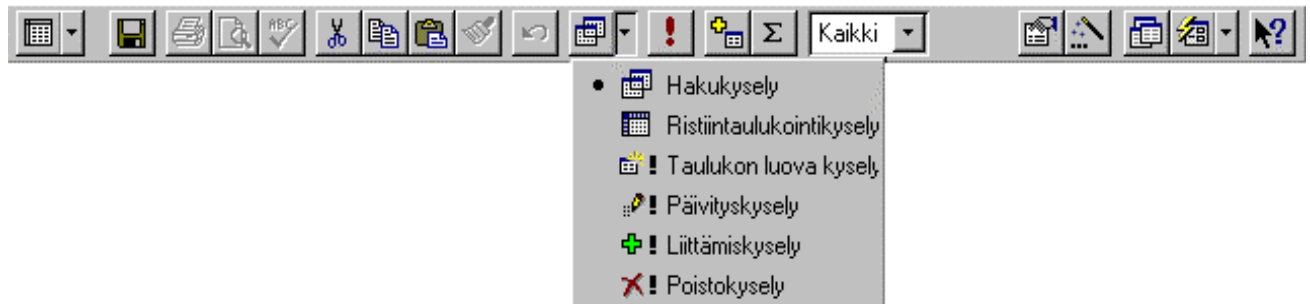 Kaikki
Hakukysely
Ristiintaulukointikysely
Taulukon luova kysely
Päivityskysely
Liittämiskysely
Poistokysely